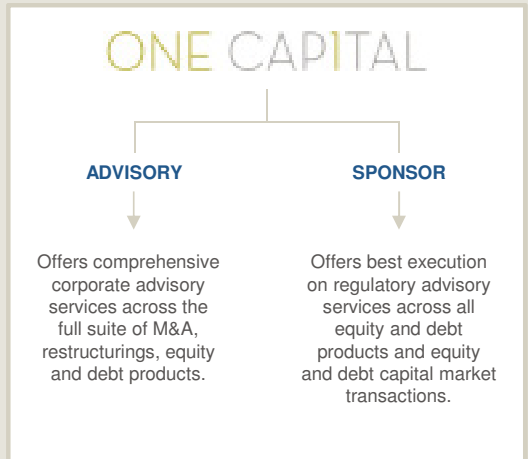 ONE CAPITAL
ADVISORY
Offers comprehensive
corporate advisory
services across the
full suite of M&A,
restructurings, equity
and debt products.
SPONSOR
Offers best execution
on regulatory advisory
services across all
equity and debt
products and equity
and debt capital market
transactions.